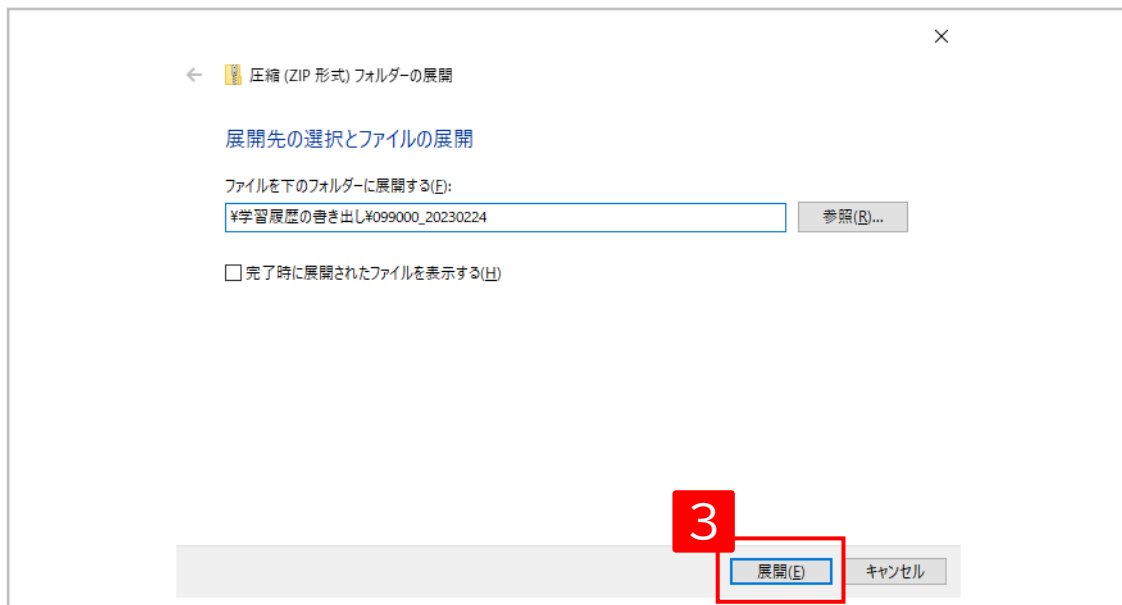 圧縮 (ZIP 形式) フォルダーの展開
展開先の選択とファイルの展開
ファイルを下のフォルダーに展開する(F):
¥学習履歴の書き出し¥099000_20230224
参照(R)...
完了時に展開されたファイルを表示する(H)
3
展開(E)
キャンセル